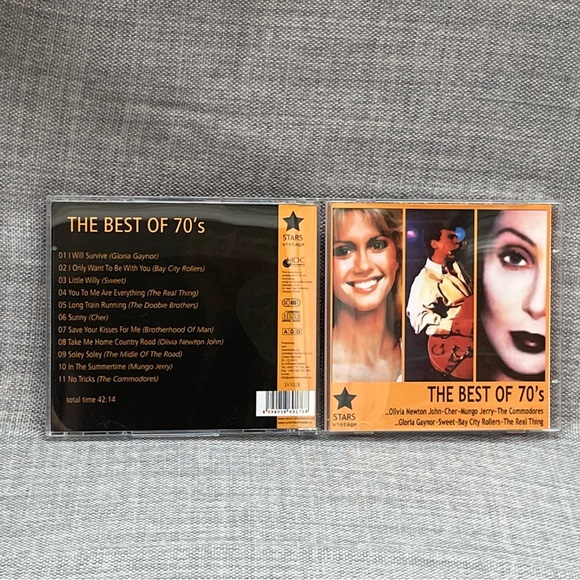 THE BEST OF 70's
01 I Will Survive (Gloria Gaynor)
02 I Only Want To Be With You (Bay City Rollers)
03 Little Willy (Sweet)
04 You To Me Are Everything (The Real Thing)
05 Long Train Running (The Doobie Brothers)
06 Sunny (Cher)
07 Save Your Kisses For Me (Brotherhood Of Man)
08 Take Me Home Country Road (Olivia Newton John)
09 Soley Soley (The Midle Of The Road)
10 In The Summertime (Mungo Jerry)
11 No Tricks (The Commodores)
total time 42:14
STARS
vintage
STARS
vintage
THE BEST OF 70's
...Olivia Newton John-Cher-Mungo Jerry-The Commodores
...Gloria Gaynor-Sweet-Bay City Rollers-The Real Thing